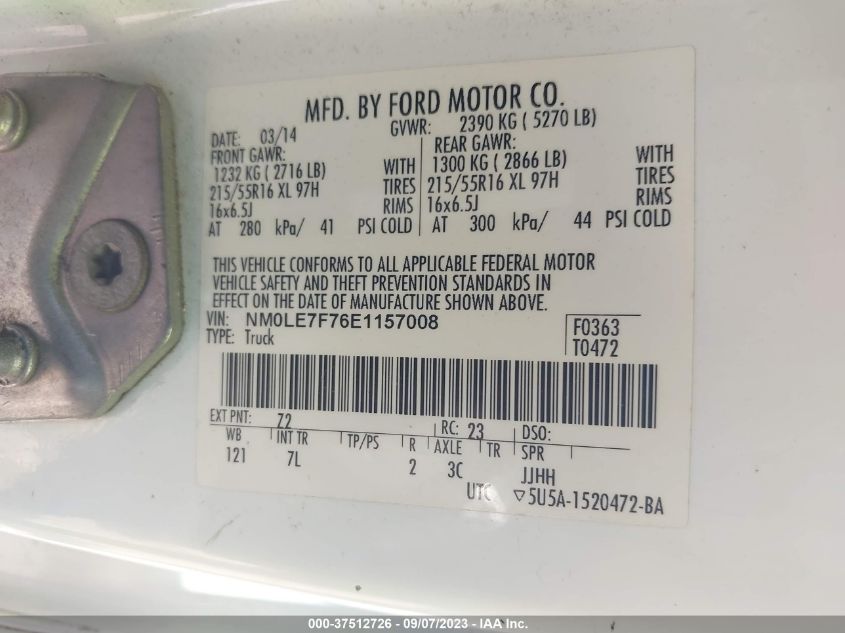 MFD. BY FORD MOTOR CO.
DATE: 03/14 GVWR: 2390 KG ( 5270 LB)
FRONT GAWR: REAR GAWR:
1232 KG ( 2716 LB) WITH 1300 KG ( 2866 LB) WITH
215/55R16 XL 97H TIRES 215/55R16 XL 97H TIRES
16x6.5J RIMS 16x6.5J RIMS
AT 280 kPa/ 41 PSI COLD AT 300 kPa/ 44 PSI COLD
THIS VEHICLE CONFORMS TO ALL APPLICABLE FEDERAL MOTOR
VEHICLE SAFETY AND THEFT PREVENTION STANDARDS IN
EFFECT ON THE DATE OF MANUFACTURE SHOWN ABOVE.
VIN: NM0LE7F76E1157008 F0363
TYPE: Truck T0472
EXT PNT: Z2 RC: 23 DSO:
WB INT TR TP/PS R AXLE TR SPR
121 7L 2 3C JJHH
UTC ▽5U5A-1520472-BA
000-37512726 - 09/07/2023 - IAA Inc.